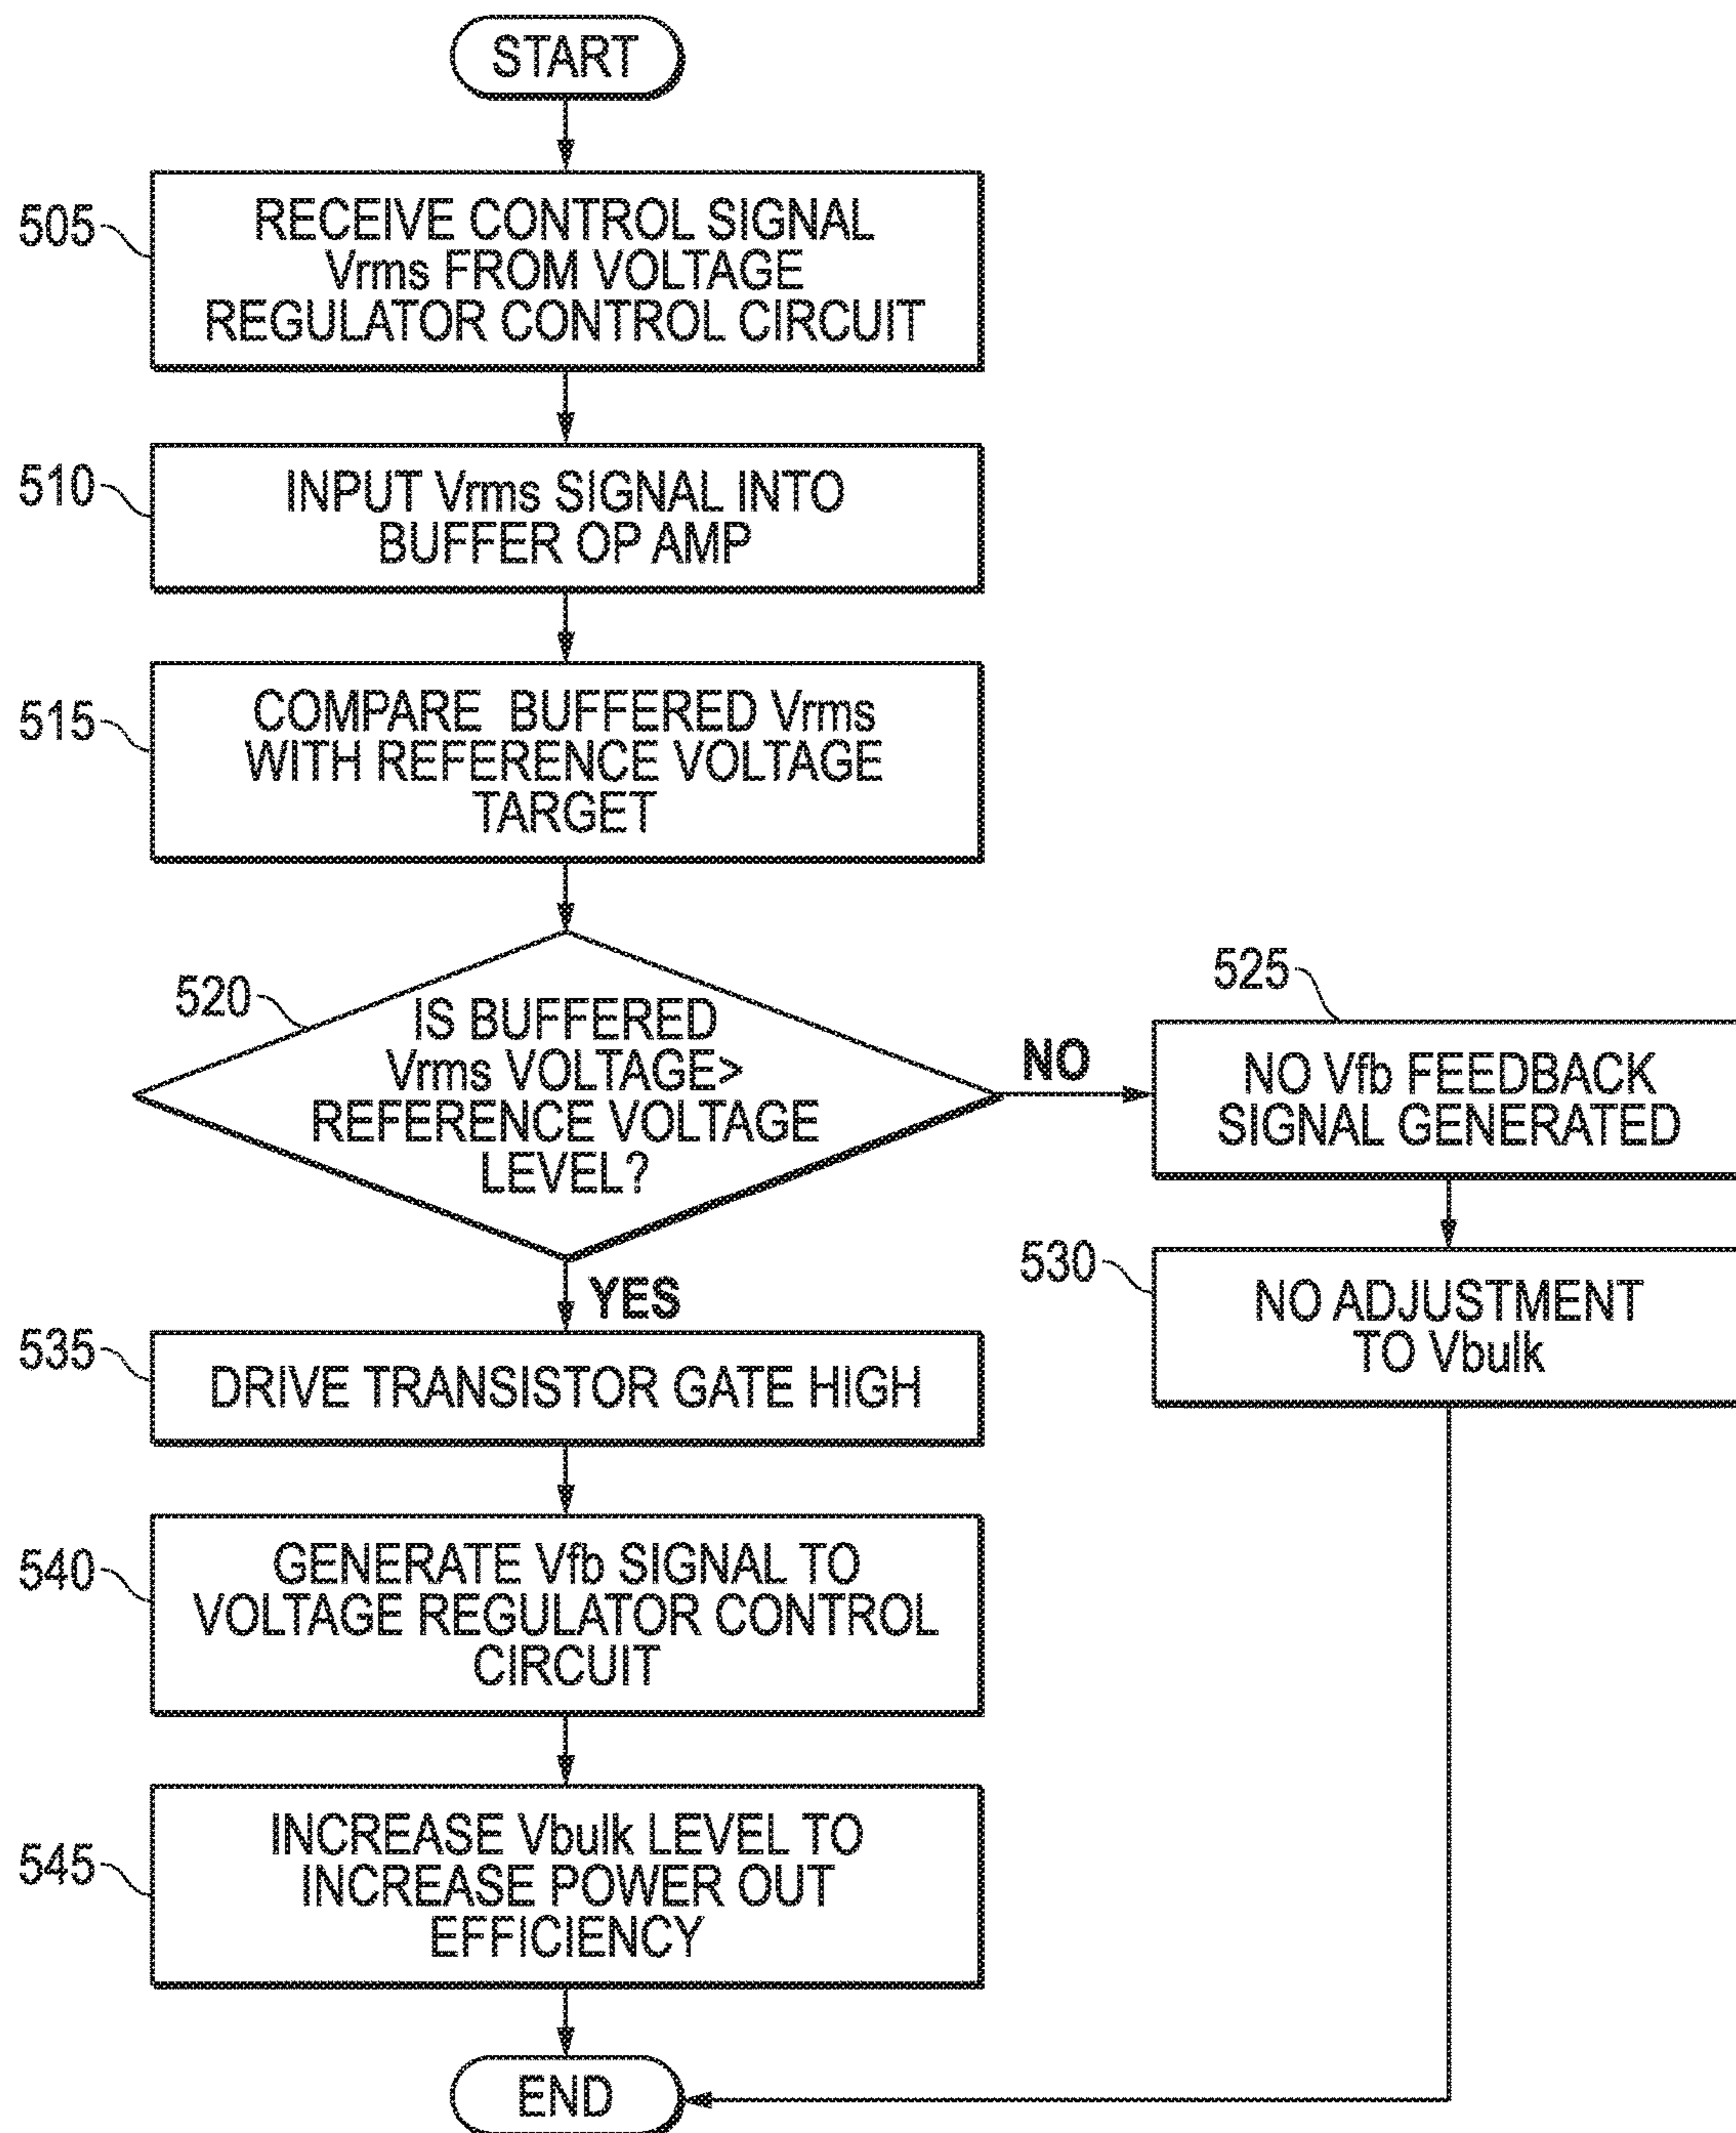 START
505
RECEIVE CONTROL SIGNAL
Vrms FROM VOLTAGE
REGULATOR CONTROL CIRCUIT
510
INPUT Vrms SIGNAL INTO
BUFFER OP AMP
515
COMPARE BUFFERED Vrms
WITH REFERENCE VOLTAGE
TARGET
520
IS BUFFERED
Vrms VOLTAGE>
REFERENCE VOLTAGE
LEVEL?
NO
525
NO Vfb FEEDBACK
SIGNAL GENERATED
530
NO ADJUSTMENT
TO Vbulk
YES
535
DRIVE TRANSISTOR GATE HIGH
540
GENERATE Vfb SIGNAL TO
VOLTAGE REGULATOR CONTROL
CIRCUIT
545
INCREASE Vbulk LEVEL TO
INCREASE POWER OUT
EFFICIENCY
END